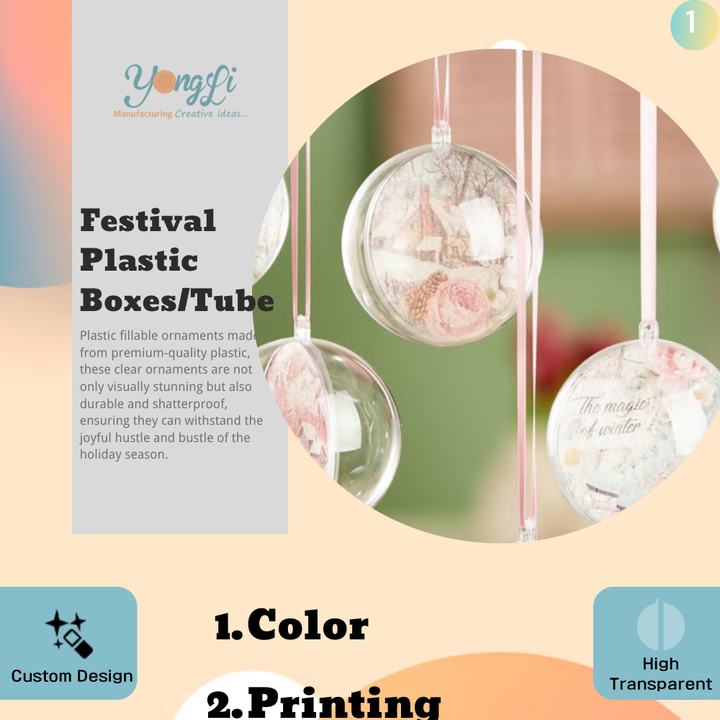 1
YongLi
Manufacturing Creative Ideas...
Festival
Plastic
Boxes/Tube
Plastic fillable ornaments made
from premium-quality plastic,
these clear ornaments are not
only visually stunning but also
durable and shatterproof,
ensuring they can withstand the
joyful hustle and bustle of the
holiday season.
The magic
of winter
Custom Design
1.Color
2.Printing
High
Transparent